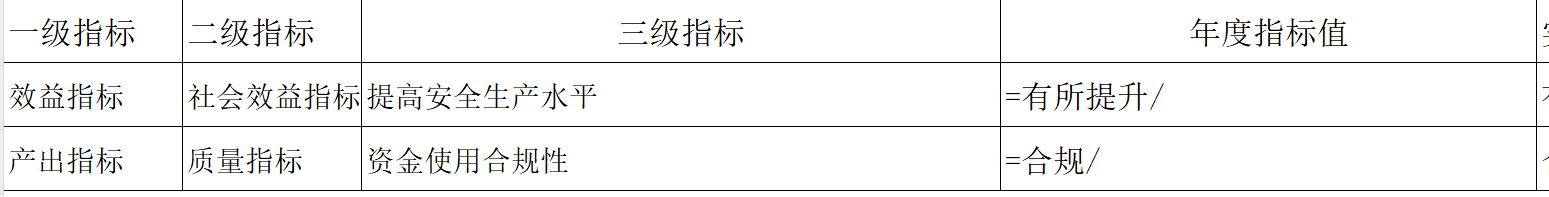 一级指标 二级指标 三级指标 年度指标值
效益指标 社会效益指标 提高安全生产水平 =有所提升/
产出指标 质量指标 资金使用合规性 =合规/